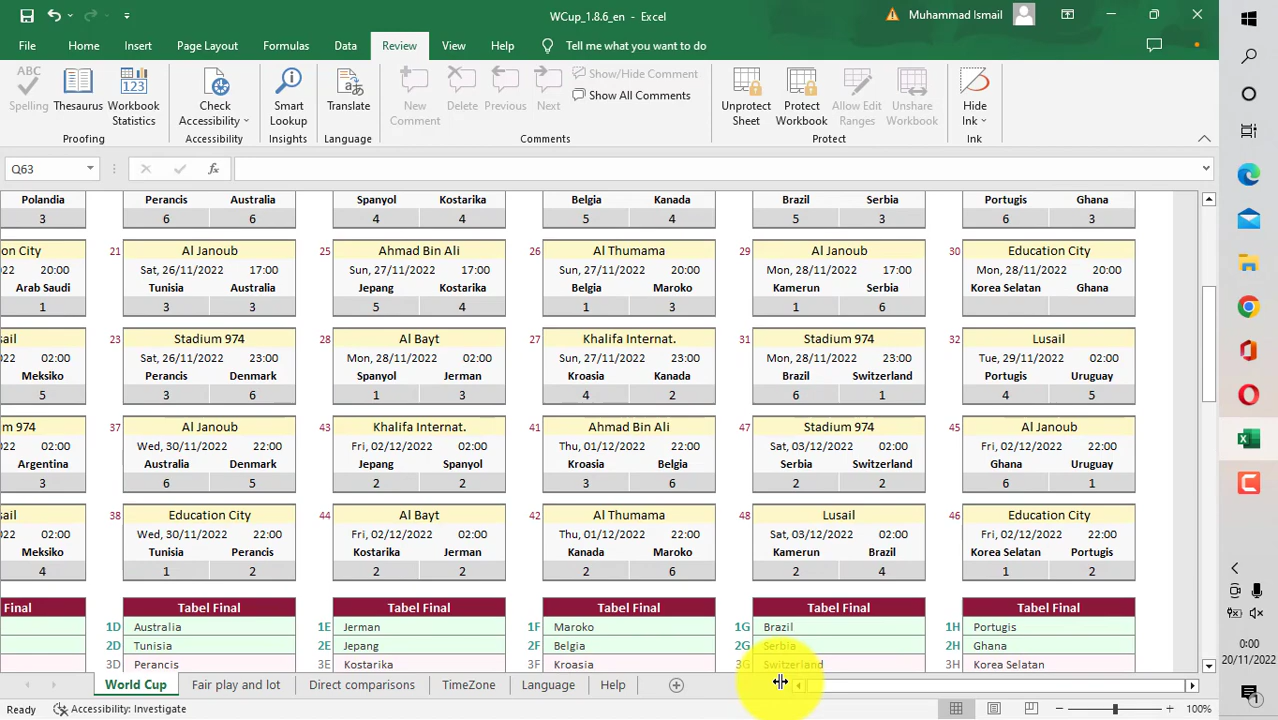 WCup_1.8.6_en - Excel
Muhammad Ismail
File Home Insert Page Layout Formulas Data Review View Help Tell me what you want to do
ABC
Spelling
Thesaurus
123
Workbook Statistics
Proofing
Check Accessibility
Accessibility
Smart Lookup
Insights
Translate
Language
New Comment
Delete
Previous
Next
Show/Hide Comment
Show All Comments
Comments
Unprotect Sheet
Protect Workbook
Allow Edit Ranges
Unshare Workbook
Protect
Hide Ink
Ink
Q63
fx
Polandia Perancis Australia Spanyol Kostarika Belgia Kanada Brazil Serbia Portugis Ghana
3 6 6 4 4 5 4 5 3 6 3
on City 21 Al Janoub 25 Ahmad Bin Ali 26 Al Thumama 29 Al Janoub 30 Education City
022 20:00 Sat, 26/11/2022 17:00 Sun, 27/11/2022 17:00 Sun, 27/11/2022 20:00 Mon, 28/11/2022 17:00 Mon, 28/11/2022 20:00
Arab Saudi Tunisia Australia Jepang Kostarika Belgia Maroko Kamerun Serbia Korea Selatan Ghana
1 3 3 5 4 1 3 1 6
sail 23 Stadium 974 28 Al Bayt 27 Khalifa Internat. 31 Stadium 974 32 Lusail
022 02:00 Sat, 26/11/2022 23:00 Mon, 28/11/2022 02:00 Sun, 27/11/2022 23:00 Mon, 28/11/2022 23:00 Tue, 29/11/2022 02:00
Meksiko Perancis Denmark Spanyol Jerman Kroasia Kanada Brazil Switzerland Portugis Uruguay
5 3 6 1 3 4 2 6 1 4 5
m 974 37 Al Janoub 43 Khalifa Internat. 41 Ahmad Bin Ali 47 Stadium 974 45 Al Janoub
022 02:00 Wed, 30/11/2022 22:00 Fri, 02/12/2022 02:00 Thu, 01/12/2022 22:00 Sat, 03/12/2022 02:00 Fri, 02/12/2022 22:00
Argentina Australia Denmark Jepang Spanyol Kroasia Belgia Serbia Switzerland Ghana Uruguay
3 6 5 2 2 3 6 2 2 6 1
sail 38 Education City 44 Al Bayt 42 Al Thumama 48 Lusail 46 Education City
022 02:00 Wed, 30/11/2022 22:00 Fri, 02/12/2022 02:00 Thu, 01/12/2022 22:00 Sat, 03/12/2022 02:00 Fri, 02/12/2022 22:00
Meksiko Tunisia Perancis Kostarika Jerman Kanada Maroko Kamerun Brazil Korea Selatan Portugis
4 1 2 2 2 2 6 2 4 1 2
Final Tabel Final Tabel Final Tabel Final Tabel Final Tabel Final
1D Australia 1E Jerman 1F Maroko 1G Brazil 1H Portugis
2D Tunisia 2E Jepang 2F Belgia 2G Serbia 2H Ghana
3D Perancis 3E Kostarika 3F Kroasia 3G Switzerland 3H Korea Selatan
World Cup Fair play and lot Direct comparisons TimeZone Language Help
Ready Accessibility: Investigate 100%
0:00
20/11/2022
1